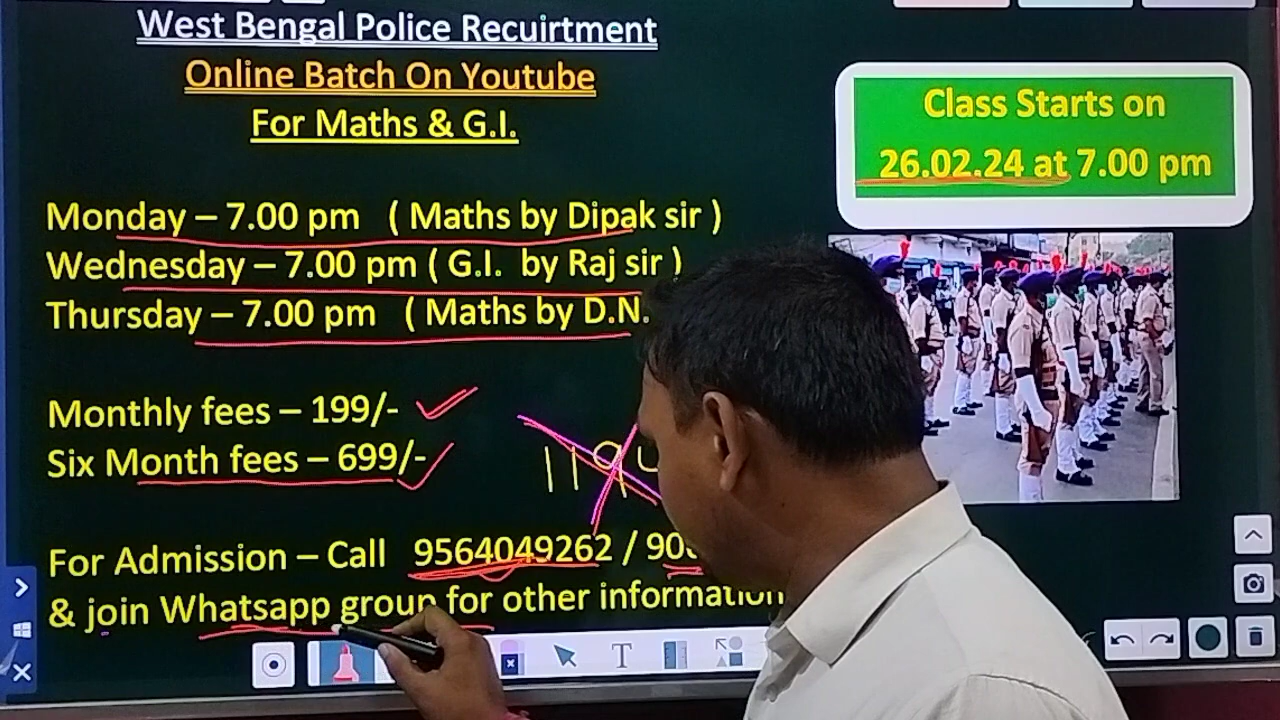 West Bengal Police Recuirtment
Online Batch On Youtube
For Maths & G.I.
Class Starts on
26.02.24 at 7.00 pm
Monday – 7.00 pm ( Maths by Dipak sir )
Wednesday – 7.00 pm ( G.I. by Raj sir )
Thursday – 7.00 pm ( Maths by D.N.
Monthly fees – 199/-
Six Month fees – 699/-
119
For Admission – Call 9564049262 / 90
& join Whatsapp group for other information
T